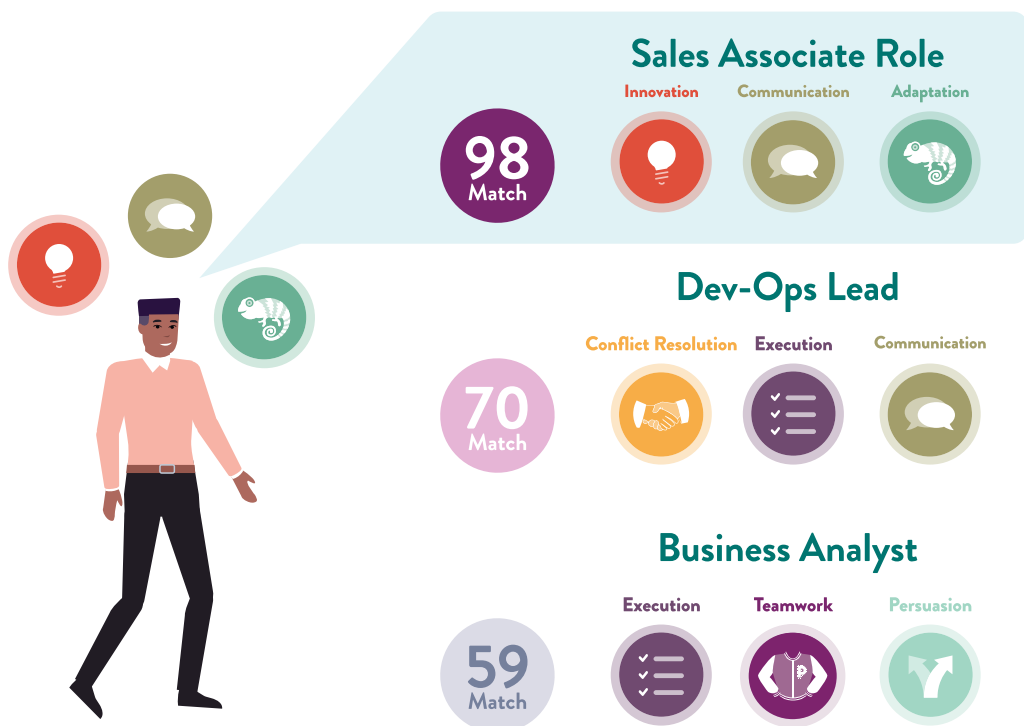 Sales Associate Role
Innovation Communication Adaptation
98
Match
Dev-Ops Lead
Conflict Resolution Execution Communication
70
Match
Business Analyst
Execution Teamwork Persuasion
59
Match